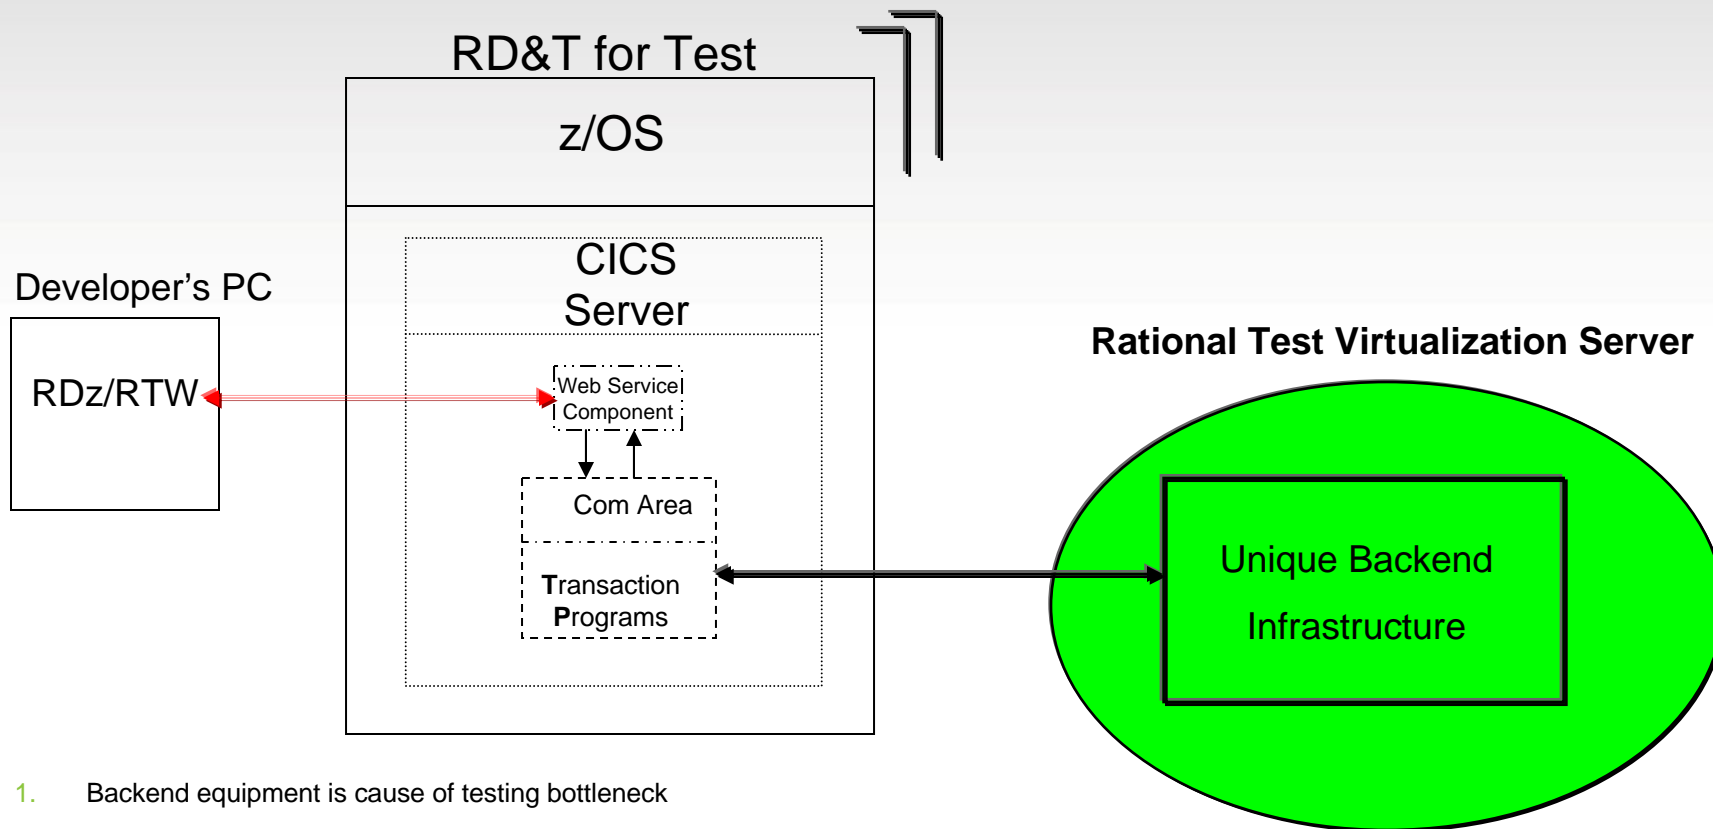 RD&T for Test
z/OS
CICS
Server
Developer's PC
RDz/RTW
Web Service
Component
Com Area
Transaction
Programs
Rational Test Virtualization Server
Unique Backend
Infrastructure
1. Backend equipment is cause of testing bottleneck